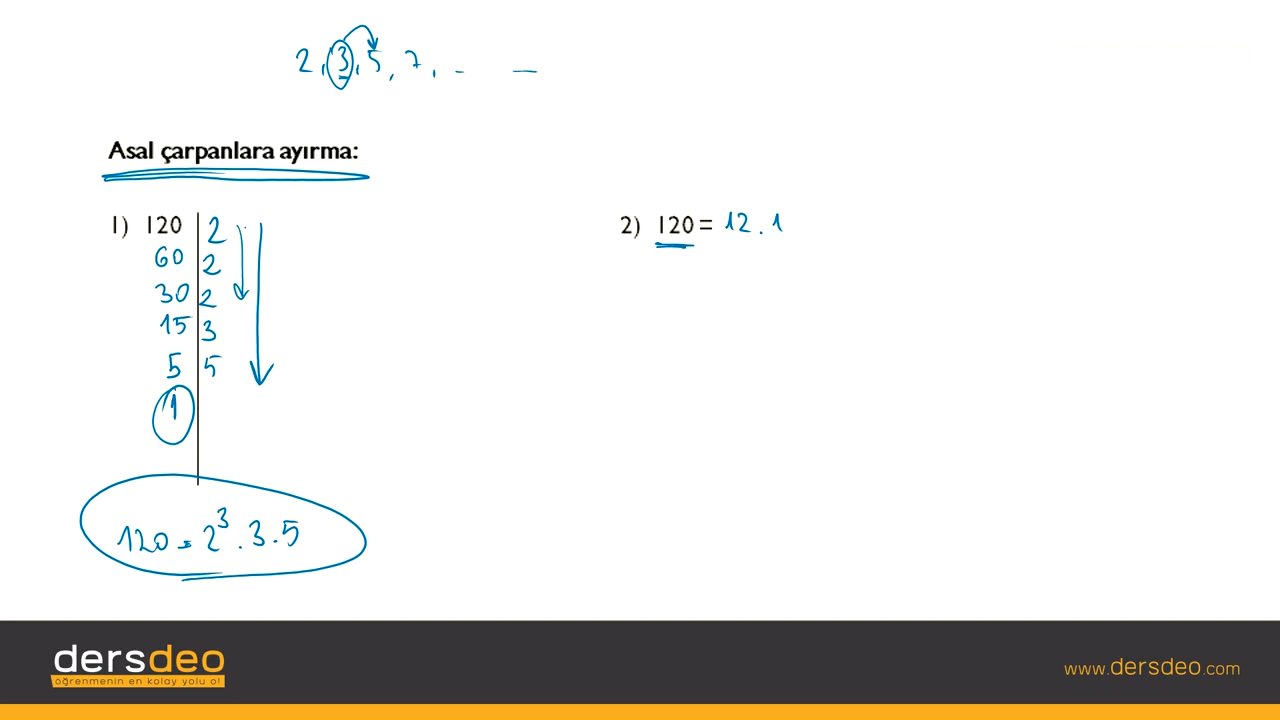 2, 3, 5, 7, . _
Asal çarpanlara ayırma:
1) 120 2
60 2
30 2
15 3
5 5
1
120 = 2³ . 3 . 5
2) 120 = 12 . 1
dersdeo
öğrenmenin en kolay yolu o!
www.dersdeo.com